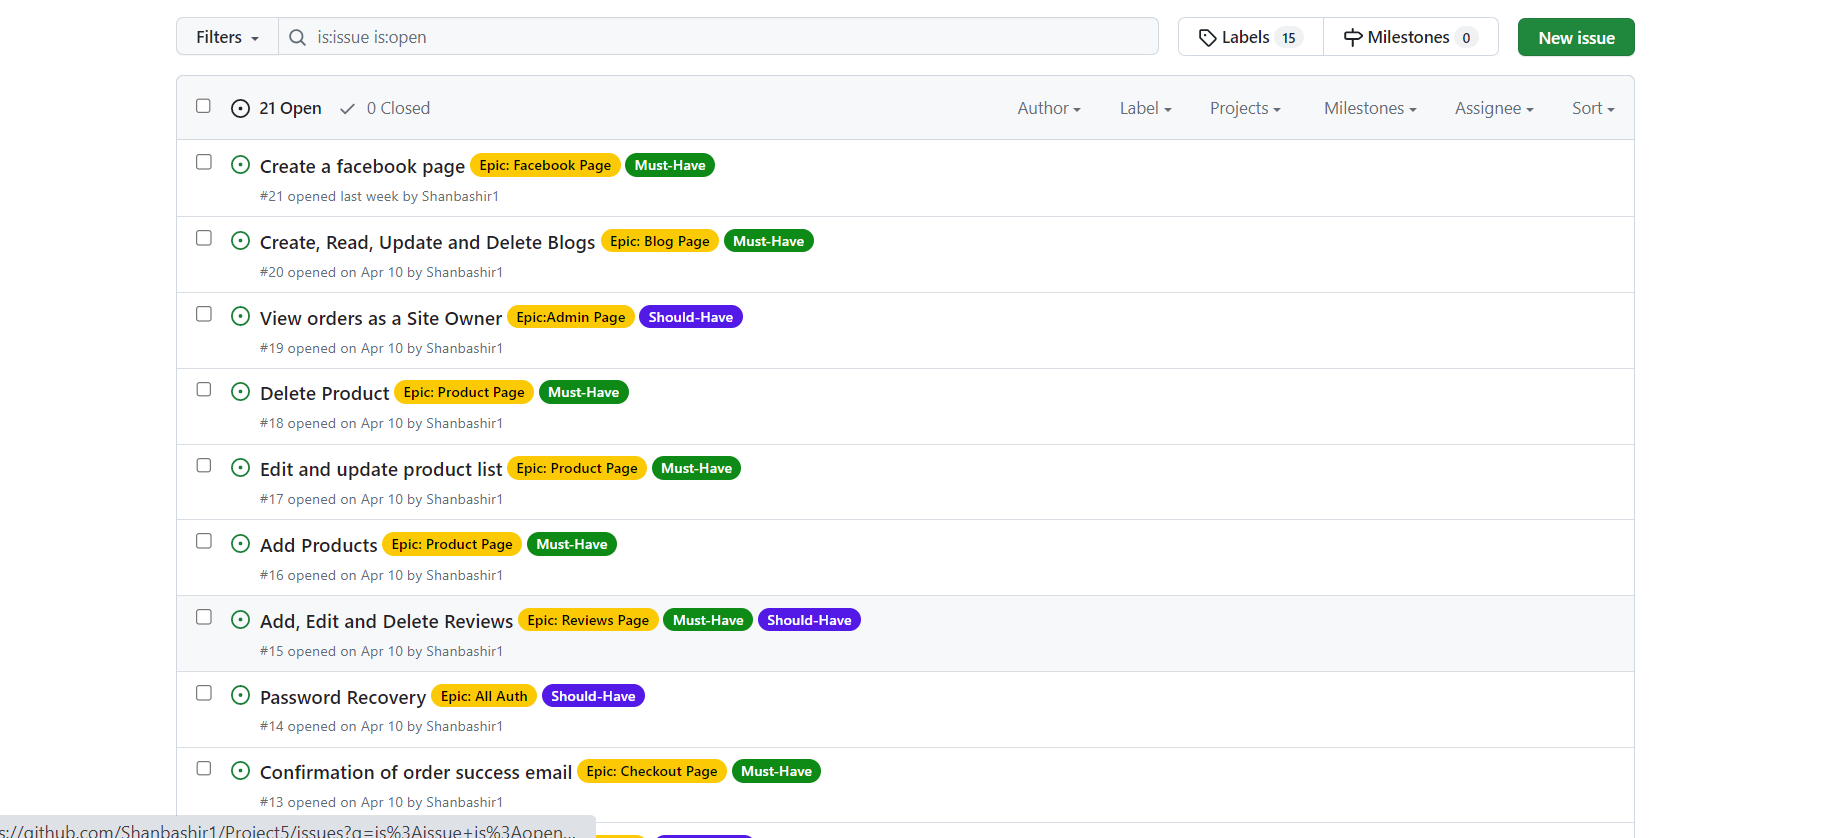 Filters is:issue is:open Labels 15 Milestones 0 New issue
21 Open 0 Closed Author Label Projects Milestones Assignee Sort
Create a facebook page Epic: Facebook Page Must-Have
#21 opened last week by Shanbashir1
Create, Read, Update and Delete Blogs Epic: Blog Page Must-Have
#20 opened on Apr 10 by Shanbashir1
View orders as a Site Owner Epic:Admin Page Should-Have
#19 opened on Apr 10 by Shanbashir1
Delete Product Epic: Product Page Must-Have
#18 opened on Apr 10 by Shanbashir1
Edit and update product list Epic: Product Page Must-Have
#17 opened on Apr 10 by Shanbashir1
Add Products Epic: Product Page Must-Have
#16 opened on Apr 10 by Shanbashir1
Add, Edit and Delete Reviews Epic: Reviews Page Must-Have Should-Have
#15 opened on Apr 10 by Shanbashir1
Password Recovery Epic: All Auth Should-Have
#14 opened on Apr 10 by Shanbashir1
Confirmation of order success email Epic: Checkout Page Must-Have
#13 opened on Apr 10 by Shanbashir1
s://github.com/Shanbashir1/Project5/issues?q=is%3Aissue+is%3Aopen...